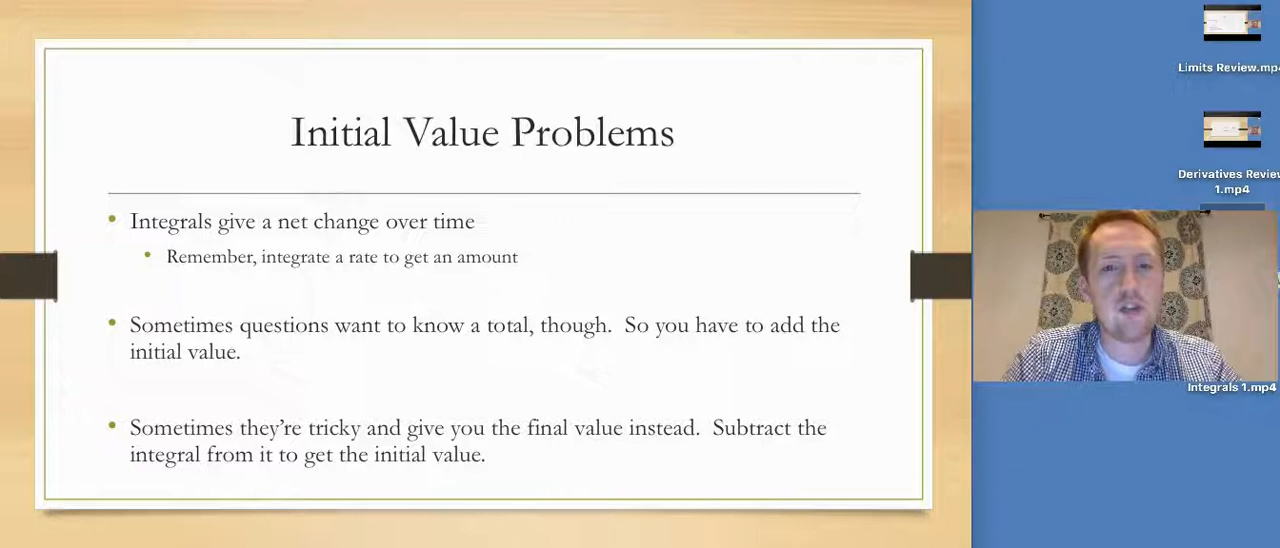 Initial Value Problems
Integrals give a net change over time
Remember, integrate a rate to get an amount
Sometimes questions want to know a total, though. So you have to add the
initial value.
Sometimes they're tricky and give you the final value instead. Subtract the
integral from it to get the initial value.
Limits Review.mp4
Derivatives Review
1.mp4
Integrals 1.mp4